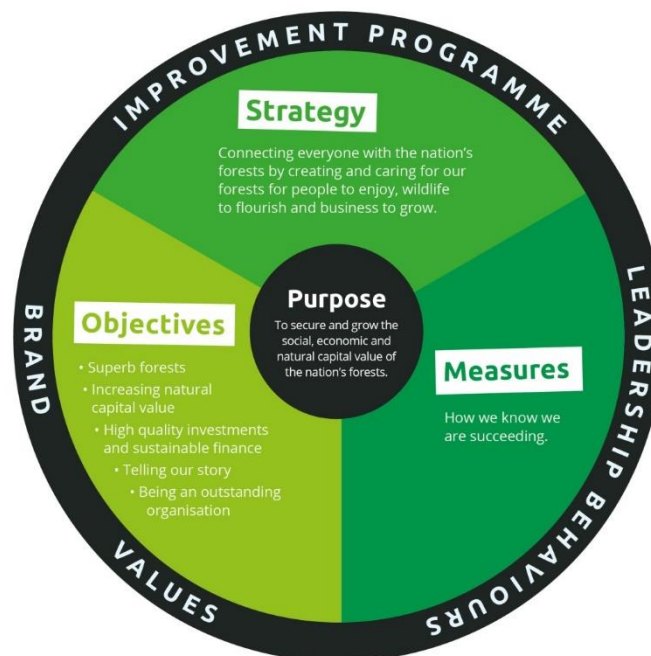 IMPROVEMENT PROGRAMME
Strategy
Connecting everyone with the nation's
forests by creating and caring for our
forests for people to enjoy, wildlife
to flourish and business to grow.
Purpose
To secure and grow the
social, economic and
natural capital value of
the nation's forests.
Objectives
• Superb forests
• Increasing natural
capital value
• High quality investments
and sustainable finance
• Telling our story
• Being an outstanding
organisation
Measures
How we know we
are succeeding.
LEADERSHIP BEHAVIOURS
VALUES
BRAND